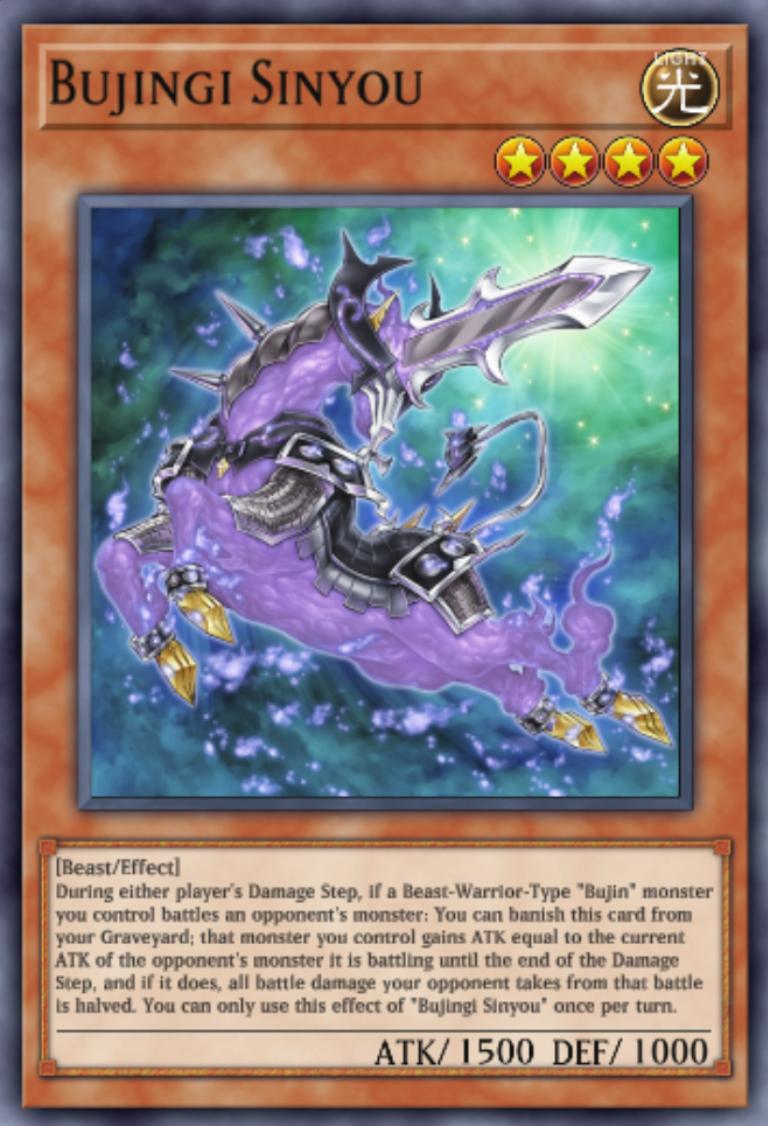 Bujingi Sinyou
LIGHT
光
[Beast/Effect]
During either player's Damage Step, if a Beast-Warrior-Type "Bujin" monster
you control battles an opponent's monster: You can banish this card from
your Graveyard; that monster you control gains ATK equal to the current
ATK of the opponent's monster it is battling until the end of the Damage
Step, and if it does, all battle damage your opponent takes from that battle
is halved. You can only use this effect of "Bujingi Sinyou" once per turn.
ATK/ 1500 DEF/ 1000